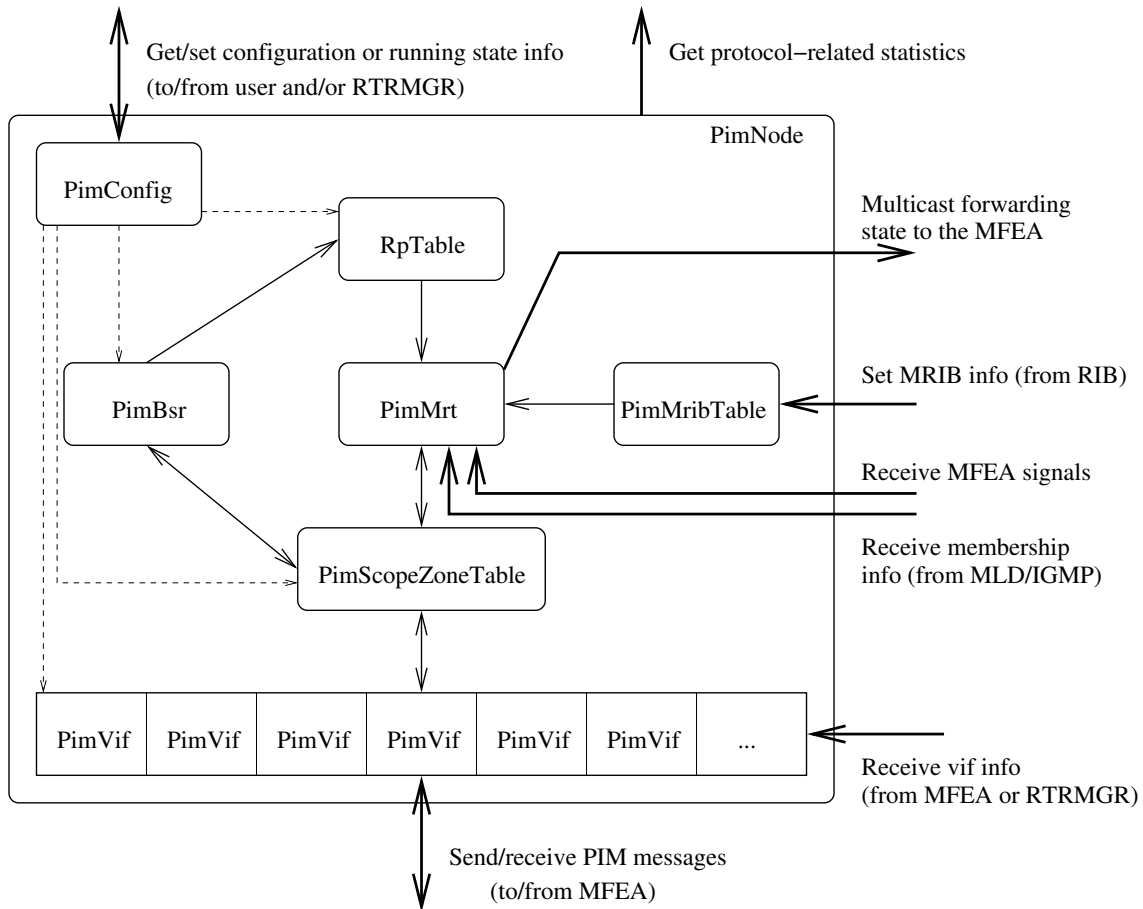 Get/set configuration or running state info
(to/from user and/or RTRMGR)
Get protocol−related statistics
PimNode
PimConfig
RpTable
Multicast forwarding
state to the MFEA
PimBsr
PimMrt
PimMribTable
Set MRIB info (from RIB)
Receive MFEA signals
Receive membership
info (from MLD/IGMP)
PimScopeZoneTable
PimVif PimVif PimVif PimVif PimVif PimVif ...
Receive vif info
(from MFEA or RTRMGR)
Send/receive PIM messages
(to/from MFEA)